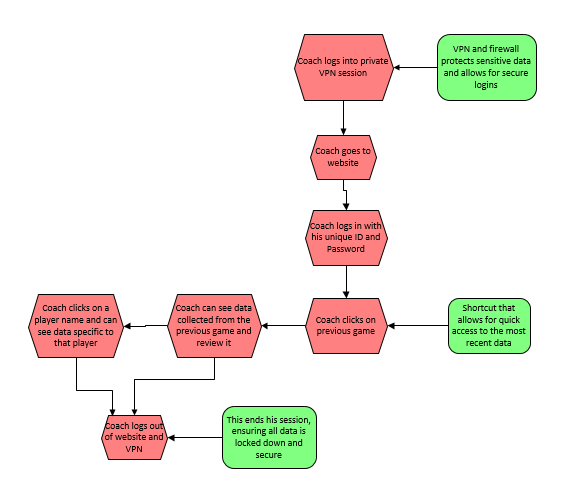 Coach logs into private
VPN session
VPN and firewall
protects sensitive data
and allows for secure
logins
Coach goes to
website
Coach logs in with
his unique ID and
Password
Coach clicks on
a player name and can
see data specific to
that player
Coach can see data
collected from the
previous game and
review it
Coach clicks on
previous game
Shortcut that
allows for quick
access to the most
recent data
Coach logs out
of website and
VPN
This ends his session,
ensuring all data is
locked down and
secure